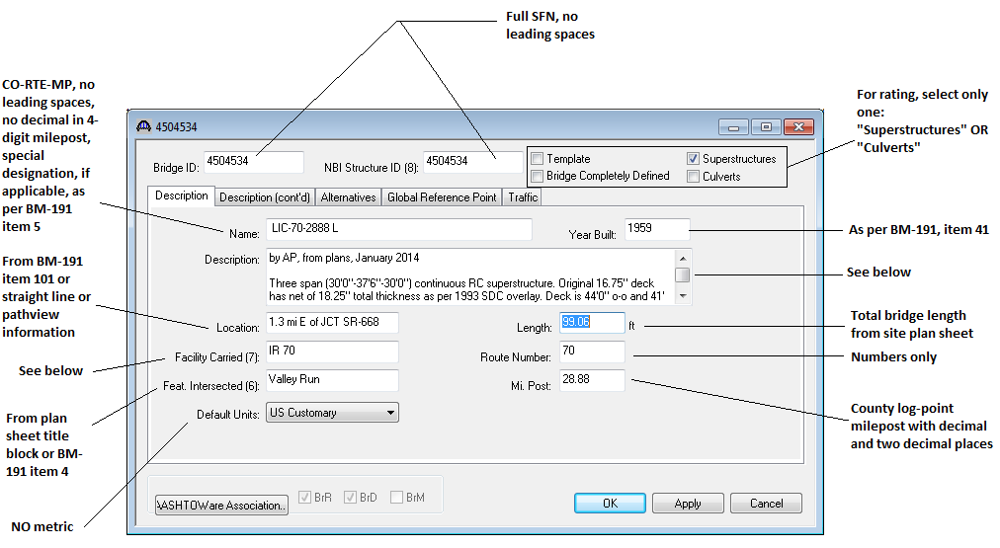 Full SFN, no
leading spaces
CO-RTE-MP, no
leading spaces,
no decimal in 4-
digit milepost,
special
designation, if
applicable, as
per BM-191
item 5
From BM-191
item 101 or
straight line or
pathview
information
See below
From plan
sheet title
block or BM-
191 item 4
NO metric
4504534
Bridge ID: 4504534 NBI Structure ID (8): 4504534
Template Superstructures
Bridge Completely Defined Culverts
Description Description (cont'd) Alternatives Global Reference Point Traffic
Name: LIC-70-2888 L Year Built: 1959
Description: by AP, from plans, January 2014
Three span (30'0"-37'6"-30'0") continuous RC superstructure. Original 16.75" deck
has net of 18.25" total thickness as per 1993 SDC overlay. Deck is 44'0" o-o and 41'
Location: 1.3 mi E of JCT SR-668 Length: 99.06 ft
Facility Carried (7): IR 70 Route Number: 70
Feat. Intersected (6): Valley Run Mi. Post: 28.88
Default Units: US Customary
AASHTOWare Association... BrR BrD BrM
OK Apply Cancel
For rating, select only
one:
"Superstructures" OR
"Culverts"
As per BM-191, item 41
See below
Total bridge length
from site plan sheet
Numbers only
County log-point
milepost with decimal
and two decimal places